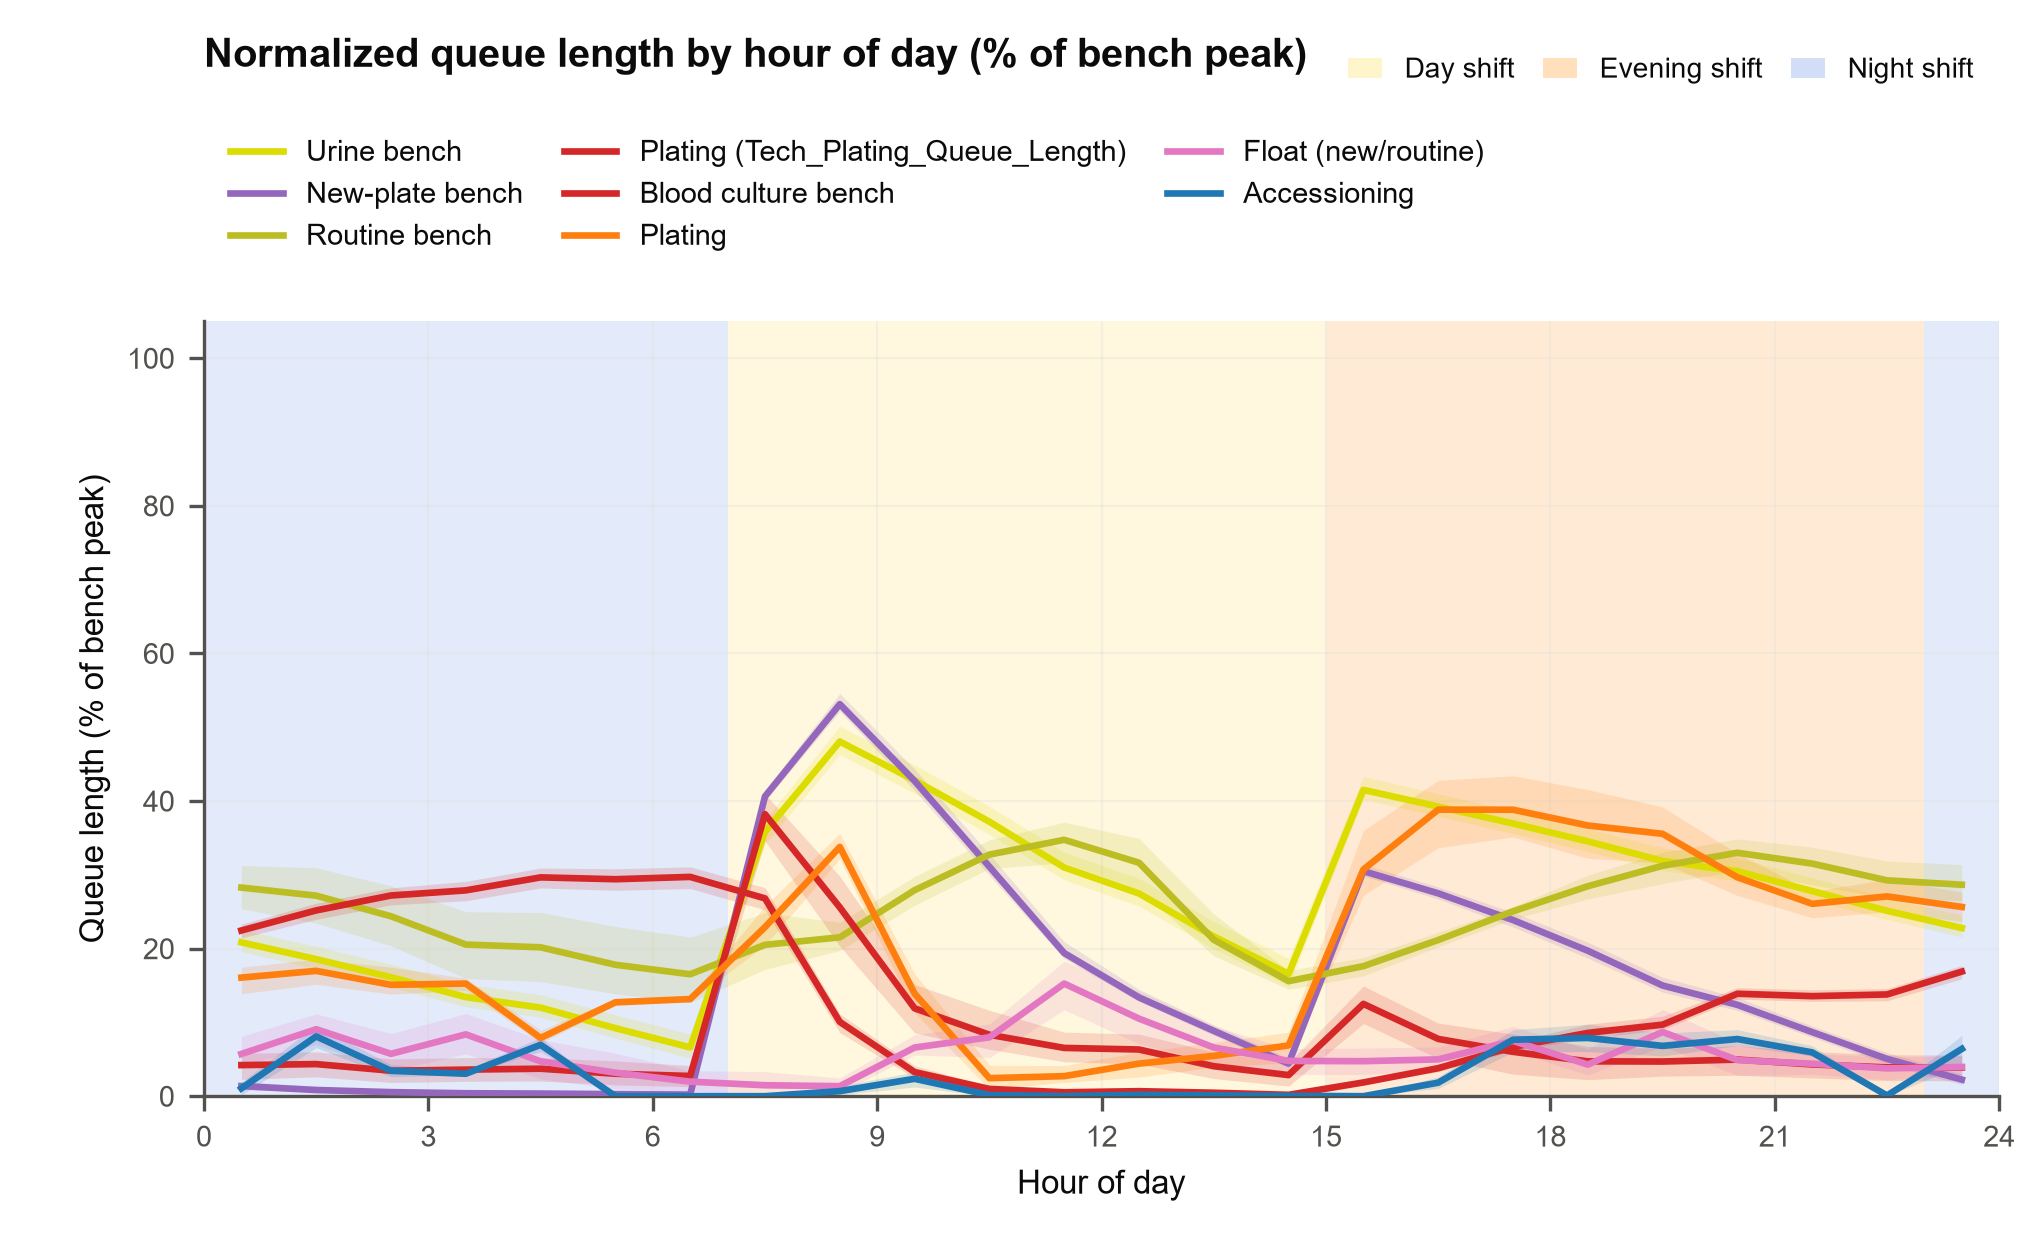 Normalized queue length by hour of day (% of bench peak)
Day shift
Evening shift
Night shift
Urine bench
New-plate bench
Routine bench
Plating (Tech_Plating_Queue_Length)
Blood culture bench
Plating
Float (new/routine)
Accessioning
Queue length (% of bench peak)
100
80
60
40
20
0
0 3 6 9 12 15 18 21 24
Hour of day